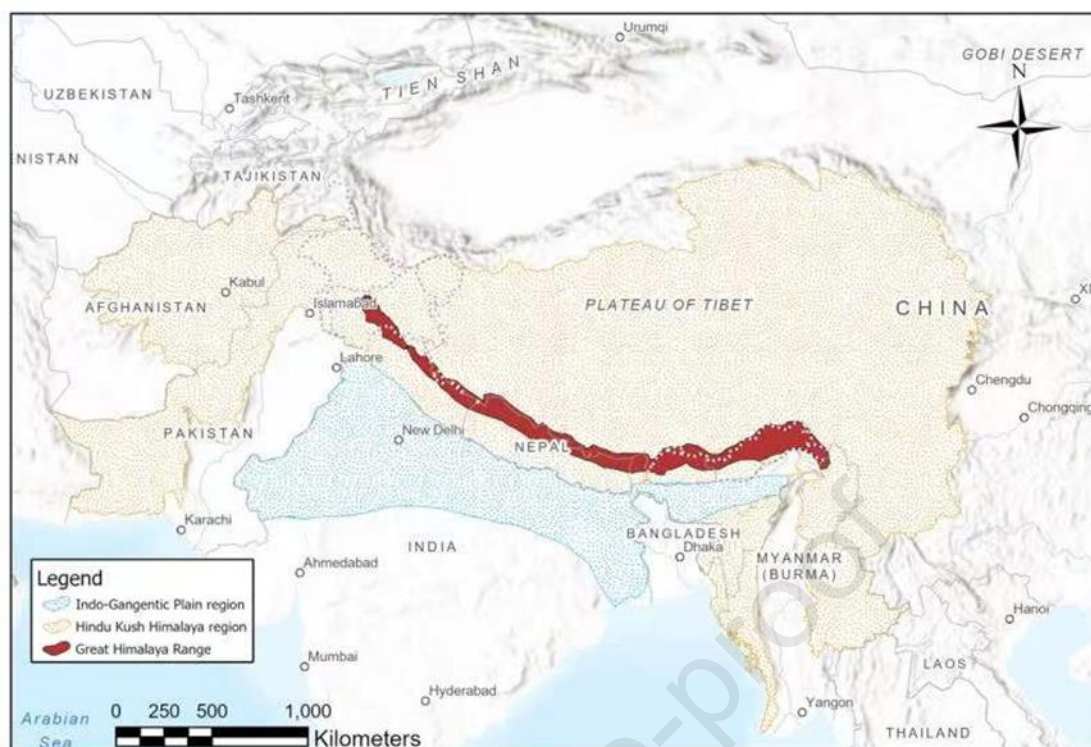 Urumqi
GOBI DESERT
N
TIEN SHAN
UZBEKISTAN
Tashkent
NISTAN
TAJIKISTAN
Kabul
AFGHANISTAN
Islamabad
PLATEAU OF TIBET
CHINA
XI
Lahore
Chengdu
Chongqing
New Delhi
PAKISTAN
NEPAL
Karachi
BANGLADESH
INDIA
Dhaka
MYANMAR
(BURMA)
Ahmedabad
Hanoi
Legend
Indo-Gangentic Plain region
Hindu Kush Himalaya region
Great Himalaya Range
Mumbai
LAOS
Hyderabad
Yangon
THAILAND
Arabian
Sea
0 250 500 1,000
Kilometers
-proof